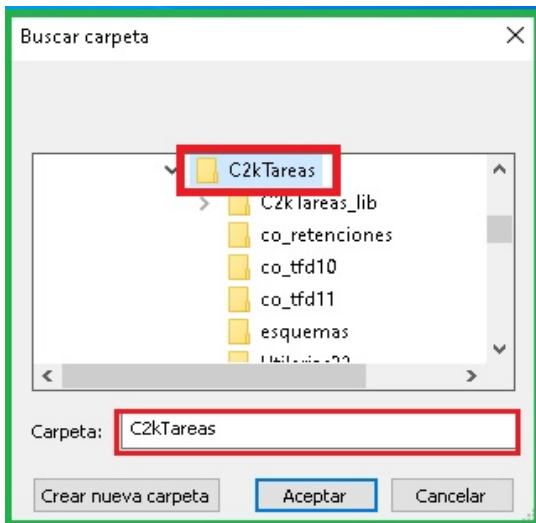 Buscar carpeta
C2kTareas
C2kTareas_lib
co_retenciones
co_tfd10
co_tfd11
esquemas
Carpeta: C2kTareas
Crear nueva carpeta Aceptar Cancelar